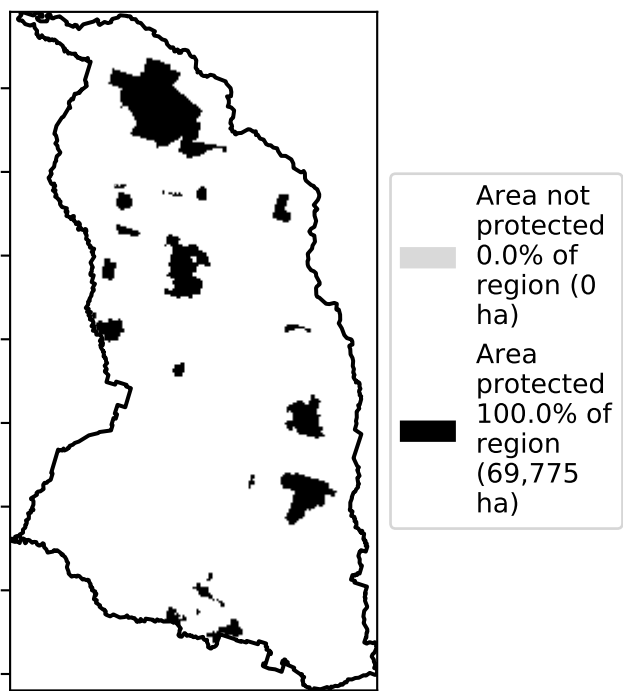 Area not
protected
0.0% of
region (0
ha)
Area
protected
100.0% of
region
(69,775
ha)